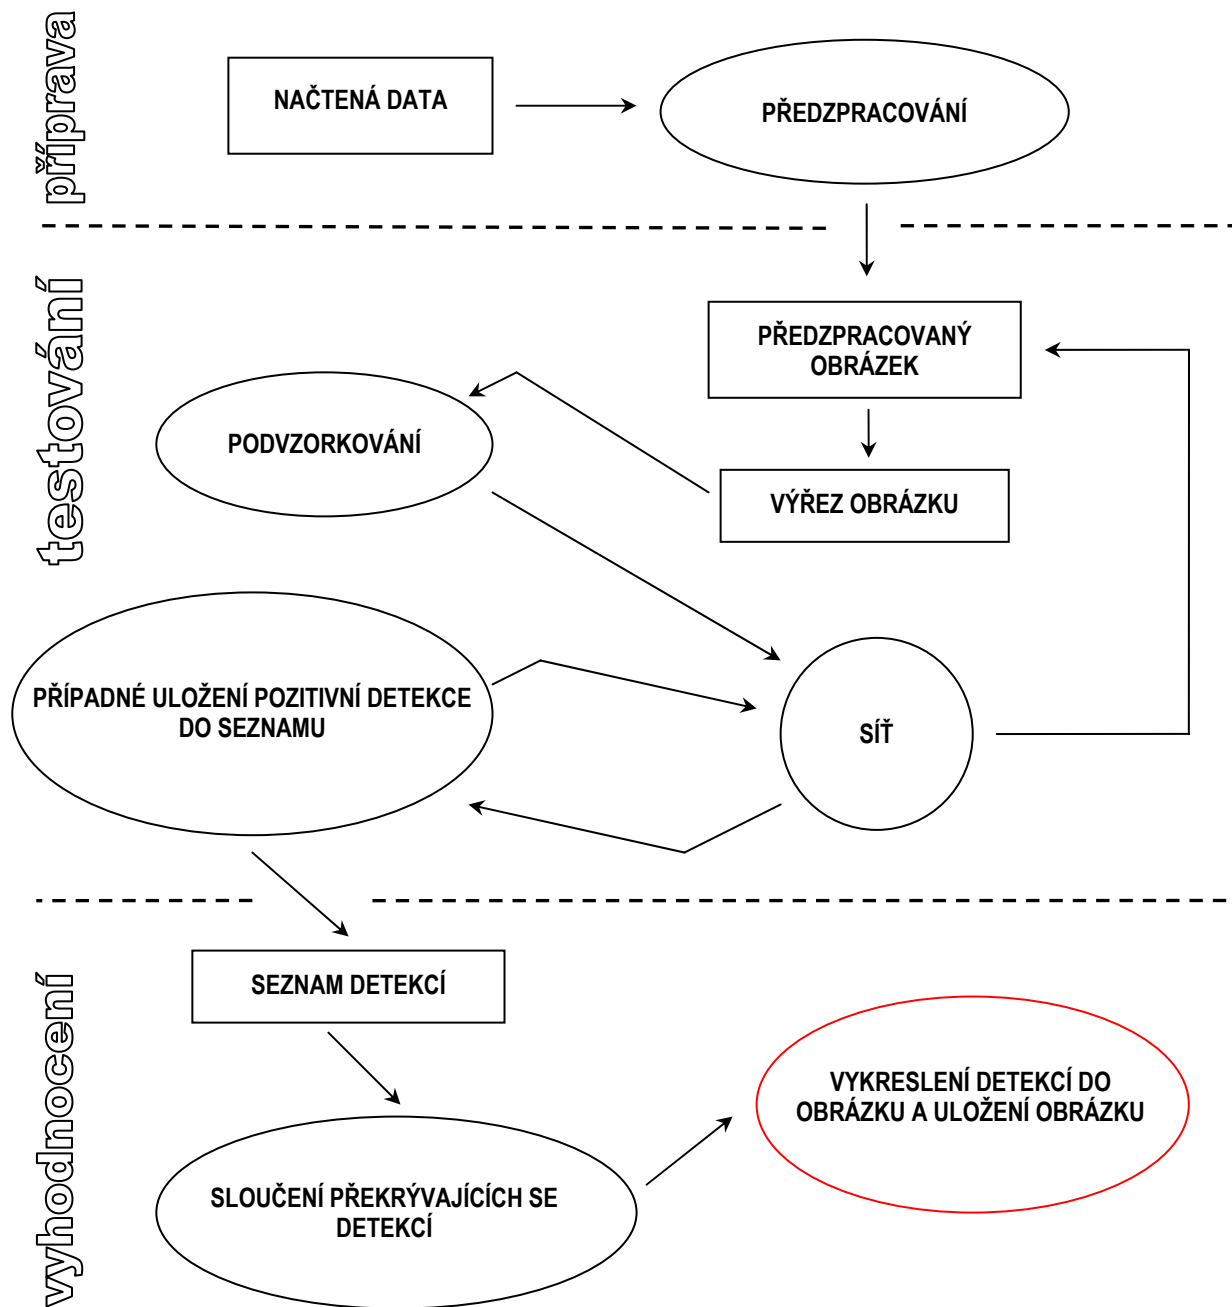 příprava
NAČTENÁ DATA
PŘEDZPRACOVÁNÍ
testování
PŘEDZPRACOVANÝ
OBRÁZEK
PODVZORKOVÁNÍ
VÝŘEZ OBRÁZKU
PŘÍPADNÉ ULOŽENÍ POZITIVNÍ DETEKCE
DO SEZNAMU
SÍŤ
vyhodnocení
SEZNAM DETEKCÍ
VYKRESLENÍ DETEKCÍ DO
OBRÁZKU A ULOŽENÍ OBRÁZKU
SLOUČENÍ PŘEKRÝVAJÍCÍCH SE
DETEKCÍ